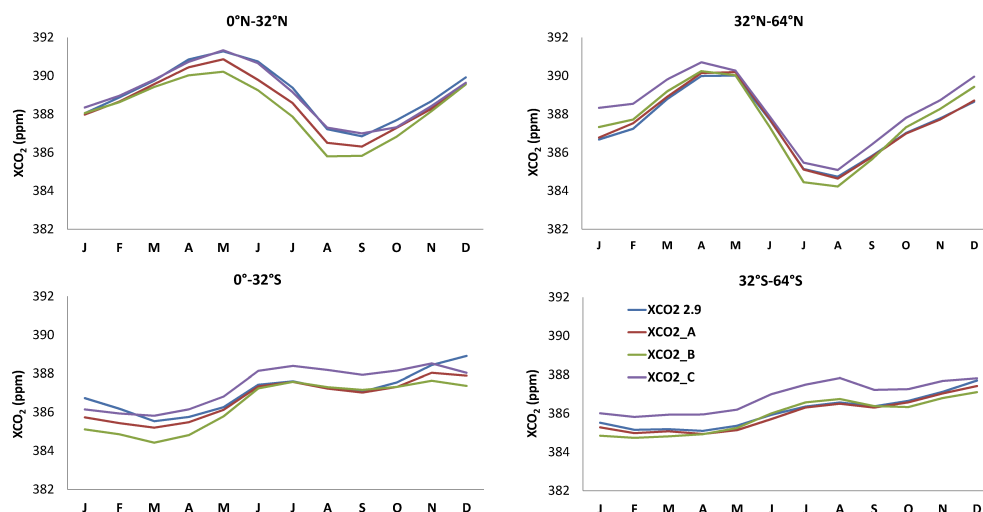 0°N-32°N
XCO2 (ppm)
392
390
388
386
384
382
J F M A M J J A S O N D
32°N-64°N
XCO2 (ppm)
392
390
388
386
384
382
J F M A M J J A S O N D
0°-32°S
XCO2 (ppm)
392
390
388
386
384
382
J F M A M J J A S O N D
32°S-64°S
XCO2 (ppm)
392
390
388
386
384
382
XCO2 2.9
XCO2_A
XCO2_B
XCO2_C
J F M A M J J A S O N D